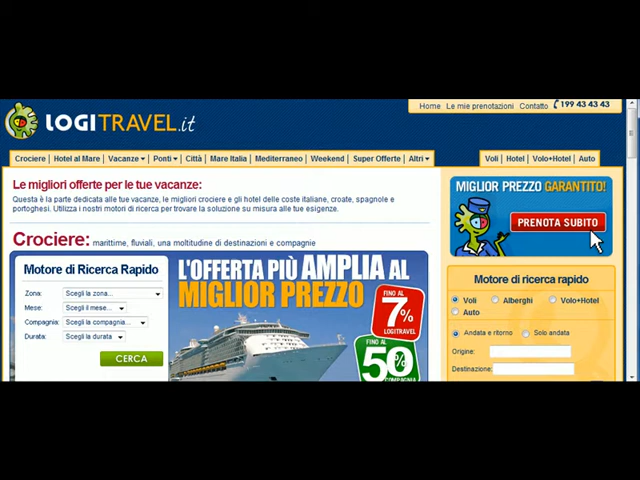 LOGITRAVEL.it
Home Le mie prenotazioni Contatto 199 43 43 43
Crociere Hotel al Mare Vacanze Ponti Città Mare Italia Mediterraneo Weekend Super Offerte Altri
Voli Hotel Volo+Hotel Auto
Le migliori offerte per le tue vacanze:
Questa è la parte dedicata alle tue vacanze, le migliori crociere e gli hotel delle coste italiane, croate, spagnole e
portoghesi. Utilizza i nostri motori di ricerca per trovare la soluzione su misura alle tue esigenze.
Crociere: marittime, fluviali, una moltitudine di destinazioni e compagnie
Motore di Ricerca Rapido
Zona: Scegli la zona...
Mese: Scegli il mese...
Compagnia: Scegli la compagnia...
Durata: Scegli la durata
CERCA
L'OFFERTA PIÙ AMPLIA AL
MIGLIOR PREZZO
FINO AL
7%
LOGITRAVEL
FINO AL
50%
COMPAGNIA
MIGLIOR PREZZO GARANTITO!
PRENOTA SUBITO
Motore di ricerca rapido
Voli Alberghi Volo+Hotel
Auto
Andata e ritorno Solo andata
Origine:
Destinazione: